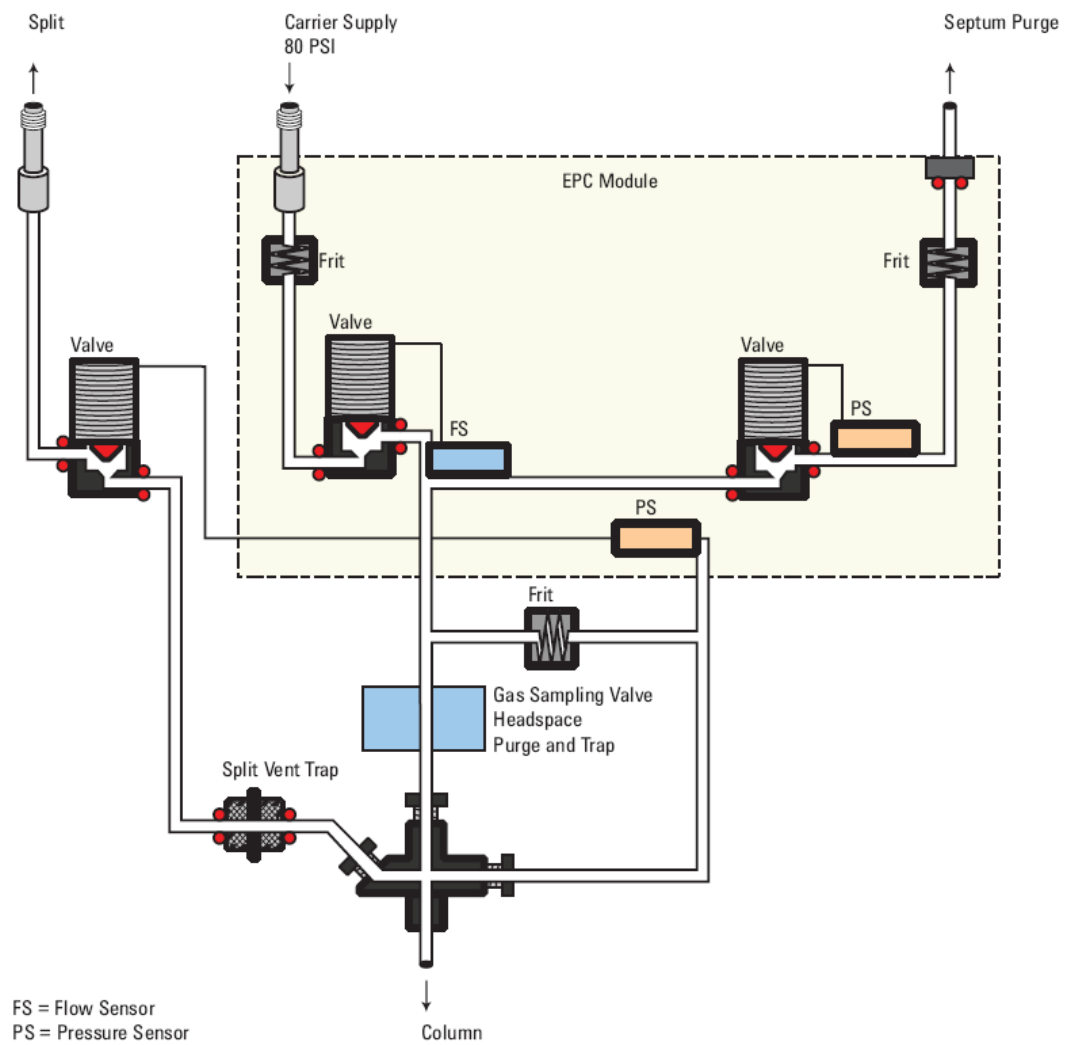 Split
Carrier Supply
80 PSI
Septum Purge
EPC Module
Frit
Frit
Valve
Valve
Valve
FS
PS
PS
Frit
Gas Sampling Valve
Headspace
Purge and Trap
Split Vent Trap
FS = Flow Sensor
PS = Pressure Sensor
Column